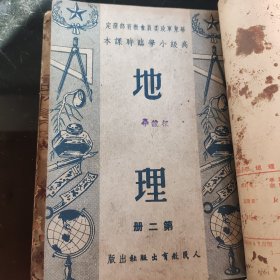 華東軍政委員會教育部審定
高級小學臨時課本
地
理
第二冊
人民教育出版社出版